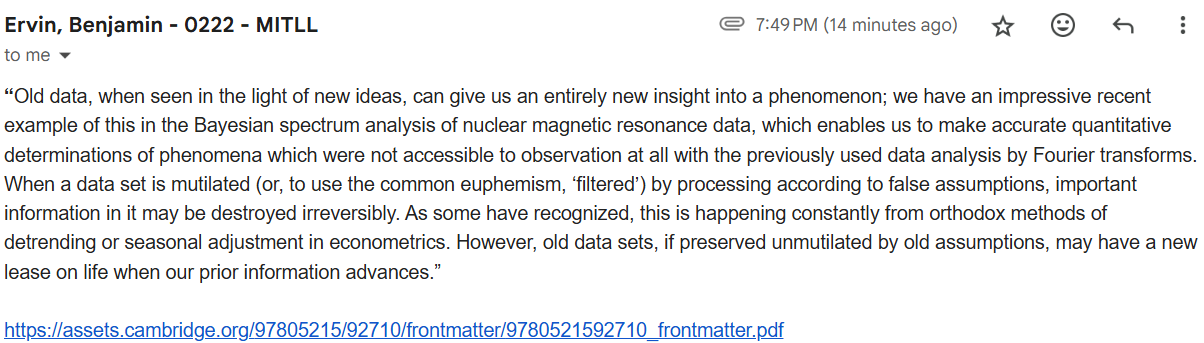 Ervin, Benjamin - 0222 - MITLL
7:49 PM (14 minutes ago)
to me
“Old data, when seen in the light of new ideas, can give us an entirely new insight into a phenomenon; we have an impressive recent
example of this in the Bayesian spectrum analysis of nuclear magnetic resonance data, which enables us to make accurate quantitative
determinations of phenomena which were not accessible to observation at all with the previously used data analysis by Fourier transforms.
When a data set is mutilated (or, to use the common euphemism, ‘filtered’) by processing according to false assumptions, important
information in it may be destroyed irreversibly. As some have recognized, this is happening constantly from orthodox methods of
detrending or seasonal adjustment in econometrics. However, old data sets, if preserved unmutilated by old assumptions, may have a new
lease on life when our prior information advances.”
https://assets.cambridge.org/97805215/92710/frontmatter/9780521592710_frontmatter.pdf